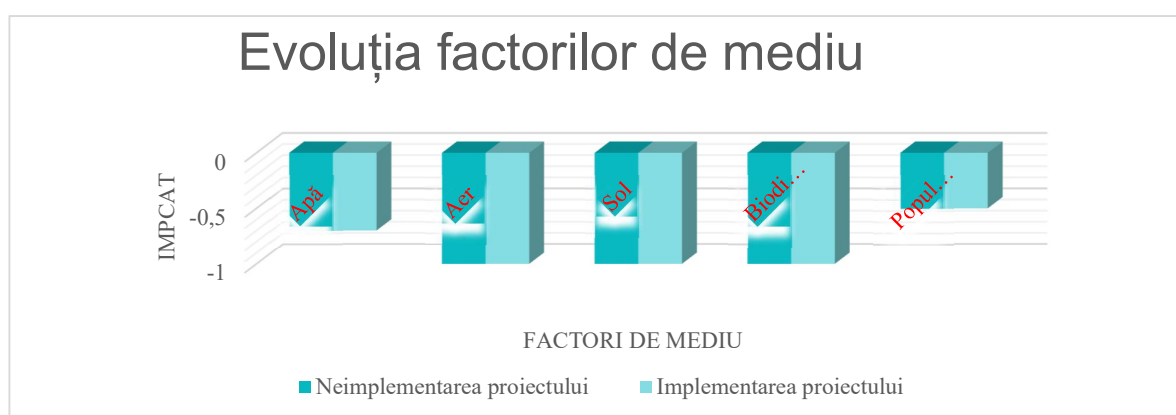 Evoluția factorilor de mediu
0
-0,5
-1
IMPCAT
Apă
Aer
Sol
Biodi…
Popul…
FACTORI DE MEDIU
Neimplementarea proiectului
Implementarea proiectului